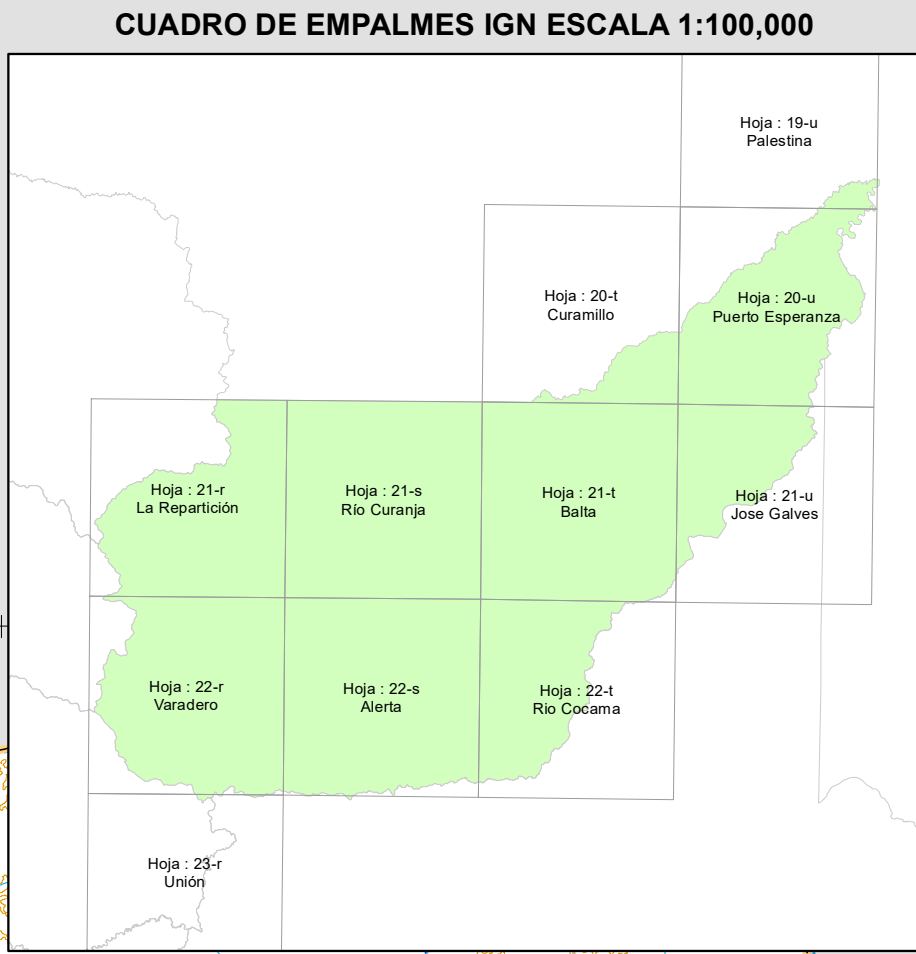 CUADRO DE EMPALMES IGN ESCALA 1:100,000
Hoja : 19-u
Palestina
Hoja : 20-t
Curamillo
Hoja : 20-u
Puerto Esperanza
Hoja : 21-r
La Repartición
Hoja : 21-s
Río Curanja
Hoja : 21-t
Balta
Hoja : 21-u
Jose Galves
Hoja : 22-r
Varadero
Hoja : 22-s
Alerta
Hoja : 22-t
Rio Cocama
Hoja : 23-r
Unión